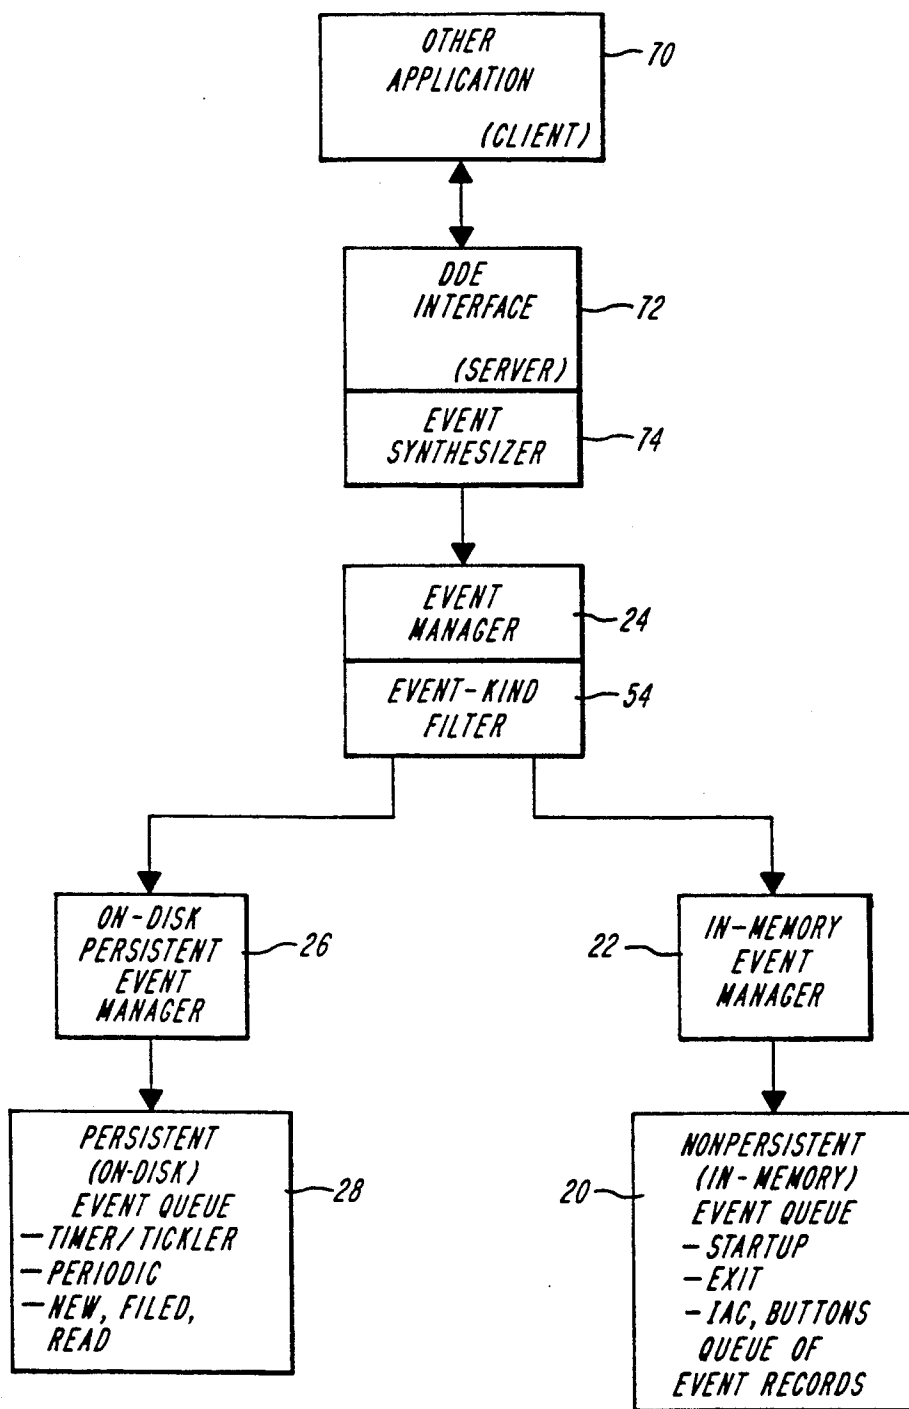 OTHER
APPLICATION
(CLIENT)
70
DDE
INTERFACE
(SERVER)
72
EVENT
SYNTHESIZER
74
EVENT
MANAGER
24
EVENT-KIND
FILTER
54
ON-DISK
PERSISTENT
EVENT
MANAGER
26
22
IN-MEMORY
EVENT
MANAGER
PERSISTENT
(ON-DISK)
EVENT QUEUE
-TIMER/TICKLER
-PERIODIC
-NEW, FILED,
READ
28
20
NONPERSISTENT
(IN-MEMORY)
EVENT QUEUE
-STARTUP
-EXIT
-IAC, BUTTONS
QUEUE OF
EVENT RECORDS